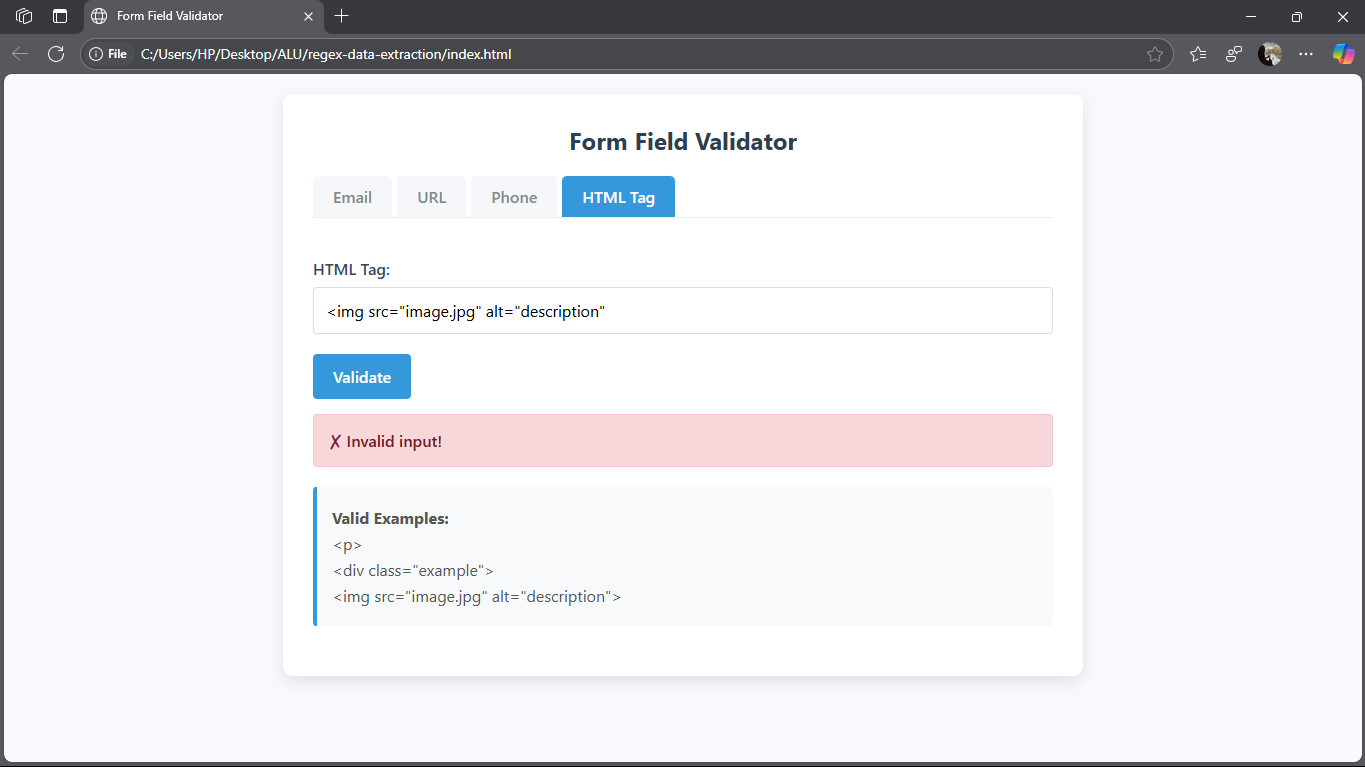 Form Field Validator
File C:/Users/HP/Desktop/ALU/regex-data-extraction/index.html
Form Field Validator
Email URL Phone HTML Tag
HTML Tag:
<img src="image.jpg" alt="description"
Validate
✗ Invalid input!
Valid Examples:
<p>
<div class="example">
<img src="image.jpg" alt="description">